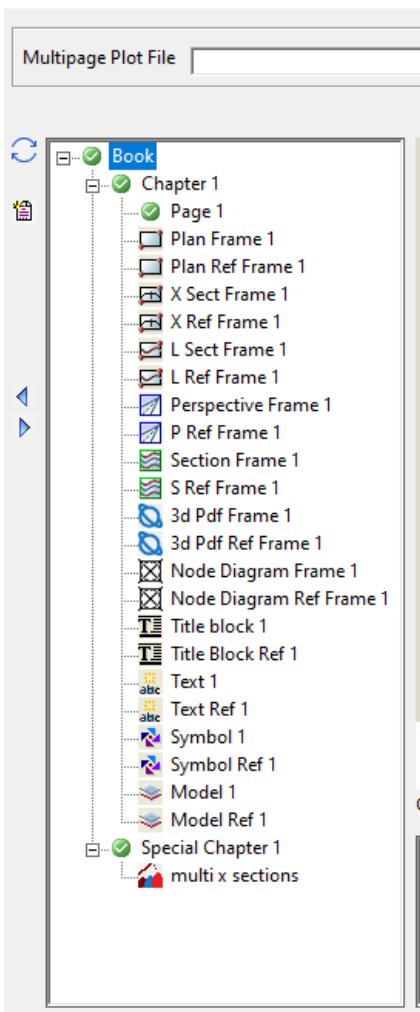 Multipage Plot File
Book
Chapter 1
Page 1
Plan Frame 1
Plan Ref Frame 1
X Sect Frame 1
X Ref Frame 1
L Sect Frame 1
L Ref Frame 1
Perspective Frame 1
P Ref Frame 1
Section Frame 1
S Ref Frame 1
3d Pdf Frame 1
3d Pdf Ref Frame 1
Node Diagram Frame 1
Node Diagram Ref Frame 1
Title block 1
Title Block Ref 1
abc Text 1
abc Text Ref 1
Symbol 1
Symbol Ref 1
Model 1
Model Ref 1
Special Chapter 1
multi x sections